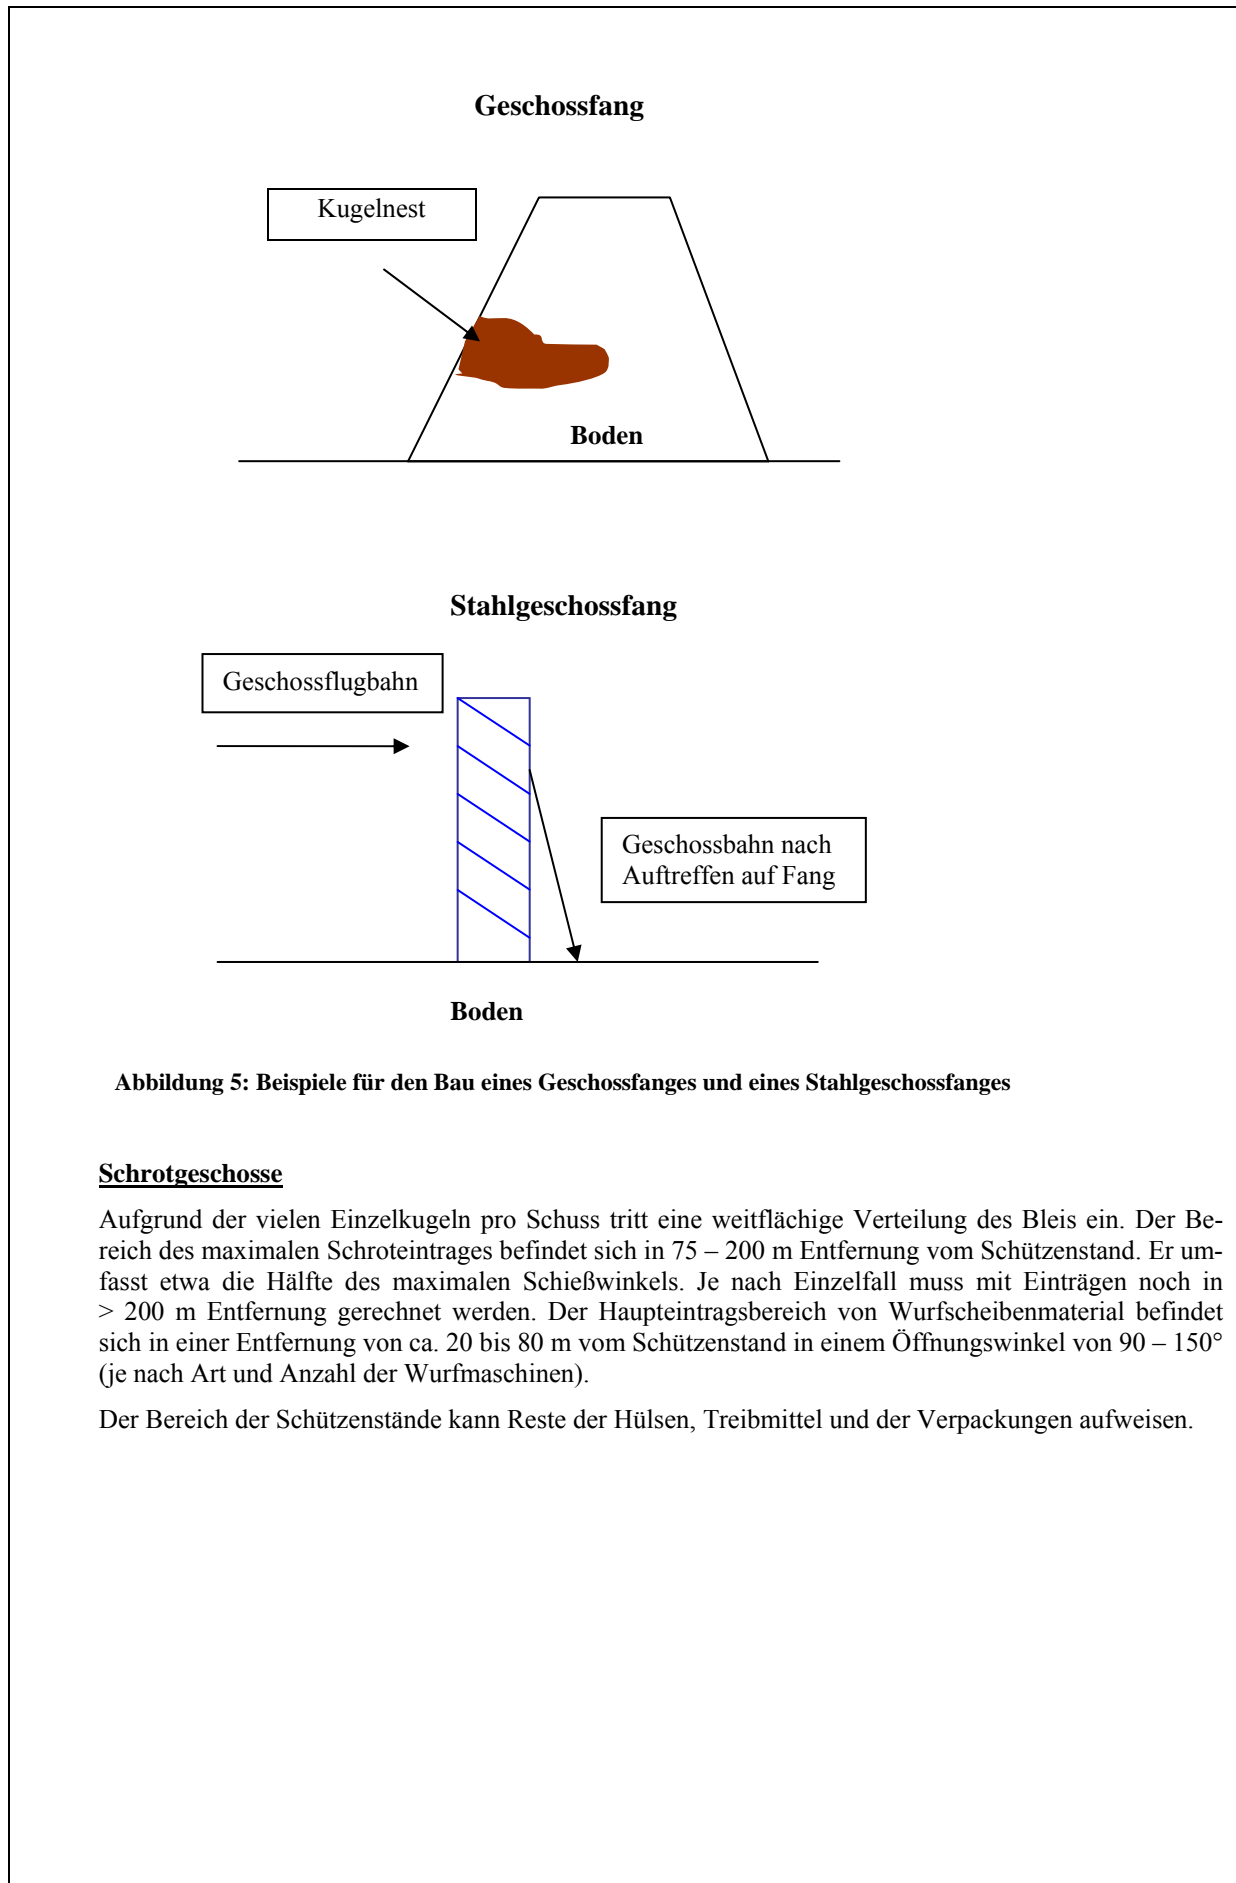 Geschossfang
Kugelnest
Boden
Stahlgeschossfang
Geschossflugbahn
Geschossbahn nach
Auftreffen auf Fang
Boden
Abbildung 5: Beispiele für den Bau eines Geschossfanges und eines Stahlgeschossfanges
Schrotgeschosse
Aufgrund der vielen Einzelkugeln pro Schuss tritt eine weitflächige Verteilung des Bleis ein. Der Be-
reich des maximalen Schroteintrages befindet sich in 75 – 200 m Entfernung vom Schützenstand. Er um-
fasst etwa die Hälfte des maximalen Schießwinkels. Je nach Einzelfall muss mit Einträgen noch in
> 200 m Entfernung gerechnet werden. Der Haupteintragsbereich von Wurfscheibenmaterial befindet
sich in einer Entfernung von ca. 20 bis 80 m vom Schützenstand in einem Öffnungswinkel von 90 – 150°
(je nach Art und Anzahl der Wurfmaschinen).
Der Bereich der Schützenstände kann Reste der Hülsen, Treibmittel und der Verpackungen aufweisen.